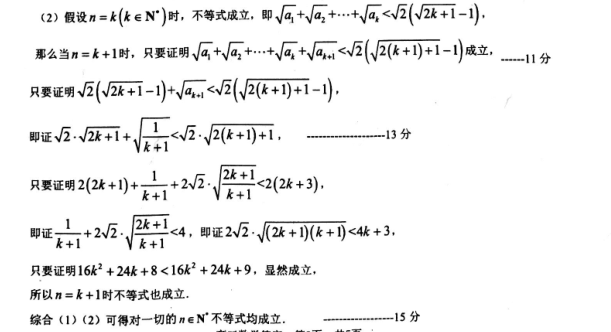 （2）假设n=k(k∈N*)时，不等式成立，即√a₁+√a₂+⋯+√aₖ<√2(√(2k+1)-1)，
那么当n=k+1时，只要证明√a₁+√a₂+⋯+√aₖ+√aₖ₊₁<√2(√(2(k+1)+1)-1)成立， ------11 分
只要证明√2(√(2k+1)-1)+√aₖ₊₁<√2(√(2(k+1)+1)-1)，
即证√2·√(2k+1)+√(1/(k+1))<√2·√(2(k+1)+1)， --------------------13 分
只要证明2(2k+1)+1/(k+1)+2√2·√((2k+1)/(k+1))<2(2k+3)，
即证1/(k+1)+2√2·√((2k+1)/(k+1))<4，即证2√2·√((2k+1)(k+1))<4k+3，
只要证明16k²+24k+8<16k²+24k+9，显然成立，
所以n=k+1时不等式也成立．
综合（1）（2）可得对一切的n∈N*不等式均成立． ------------------15 分